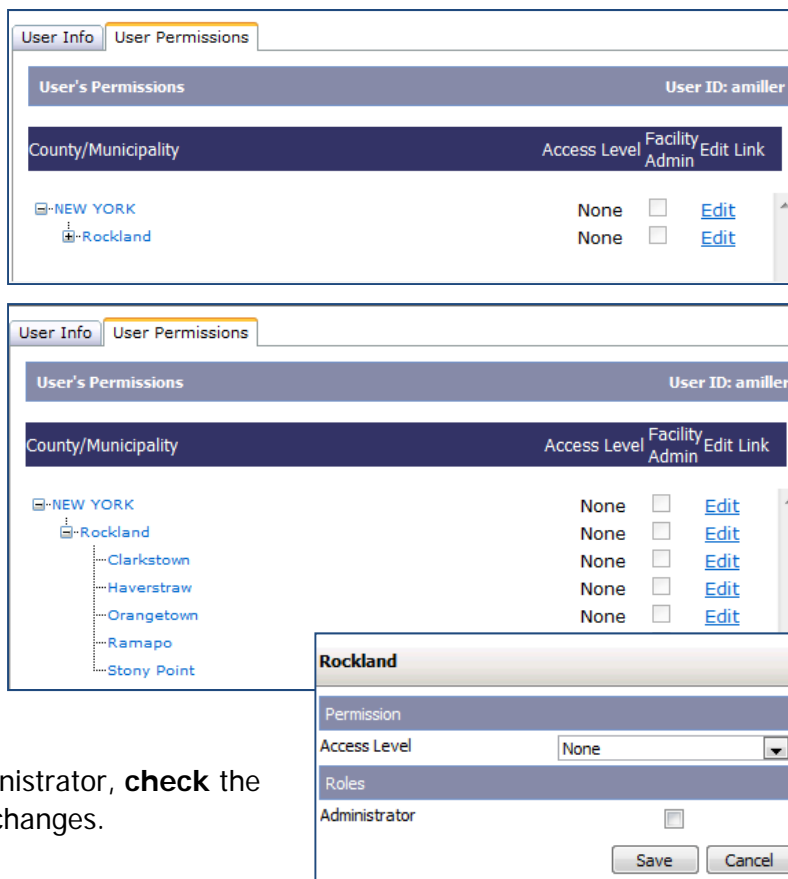 User Info User Permissions
User's Permissions User ID: amiller
County/Municipality Access Level Facility Admin Edit Link
NEW YORK None Edit
Rockland None Edit
User Info User Permissions
User's Permissions User ID: amiller
County/Municipality Access Level Facility Admin Edit Link
NEW YORK None Edit
Rockland None Edit
Clarkstown None Edit
Haverstraw None Edit
Orangetown None Edit
Ramapo
Stony Point
Rockland
Permission
Access Level None
Roles
Administrator
Save Cancel
nistrator, check the
changes.